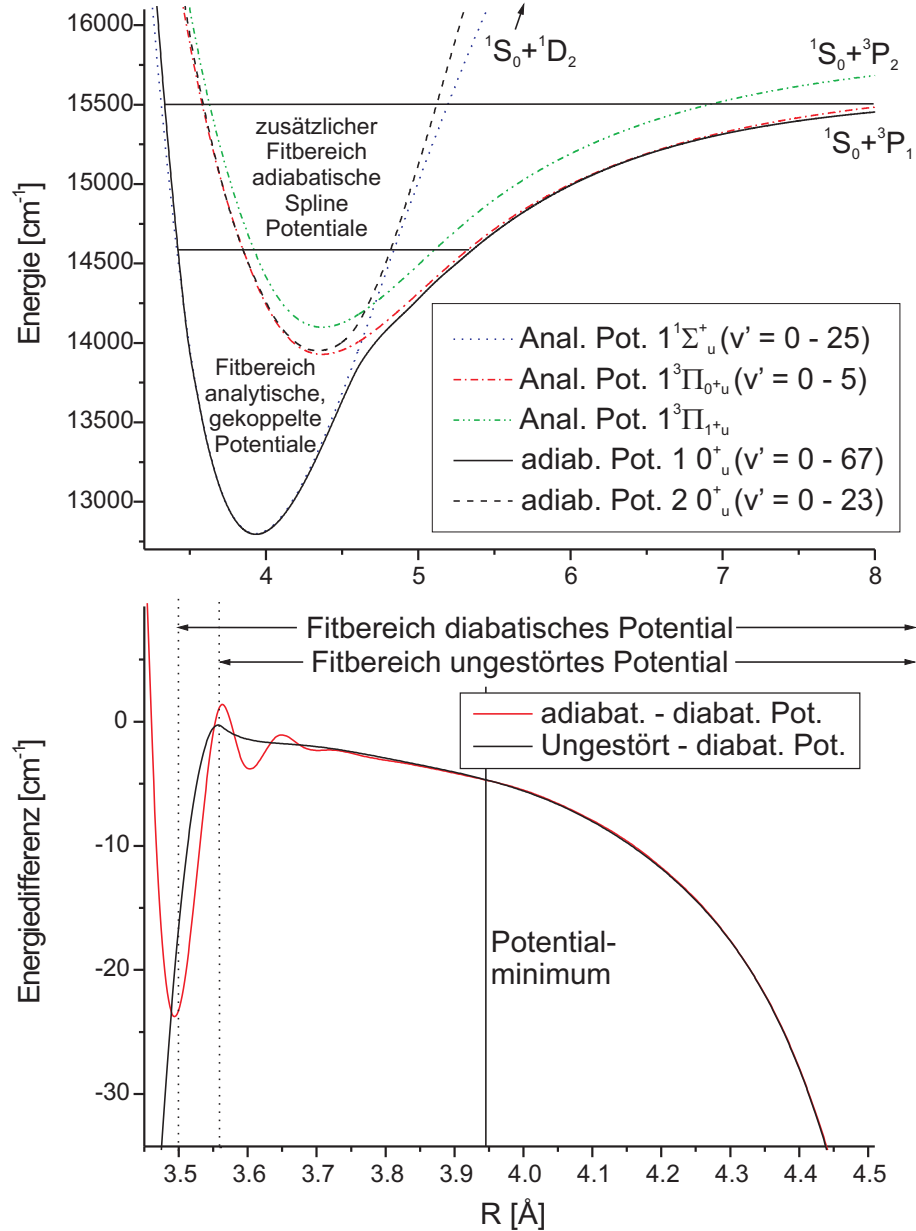 16000
15500
15000
14500
14000
13500
13000
Energie [cm⁻¹]
¹S₀+¹D₂
¹S₀+³P₂
¹S₀+³P₁
zusätzlicher
Fitbereich
adiabatische
Spline
Potentiale
Fitbereich
analytische,
gekoppelte
Potentiale
Anal. Pot. 1¹Σ⁺ᵤ (v' = 0 - 25)
Anal. Pot. 1³Π₀⁺ᵤ (v' = 0 - 5)
Anal. Pot. 1³Π₁⁺ᵤ
adiab. Pot. 1 0⁺ᵤ (v' = 0 - 67)
adiab. Pot. 2 0⁺ᵤ (v' = 0 - 23)
4 5 6 7 8
Fitbereich diabatisches Potential
Fitbereich ungestörtes Potential
adiabat. - diabat. Pot.
Ungestört - diabat. Pot.
0
-10
-20
-30
Energiedifferenz [cm⁻¹]
Potential-
minimum
3.5 3.6 3.7 3.8 3.9 4.0 4.1 4.2 4.3 4.4 4.5
R [Å]